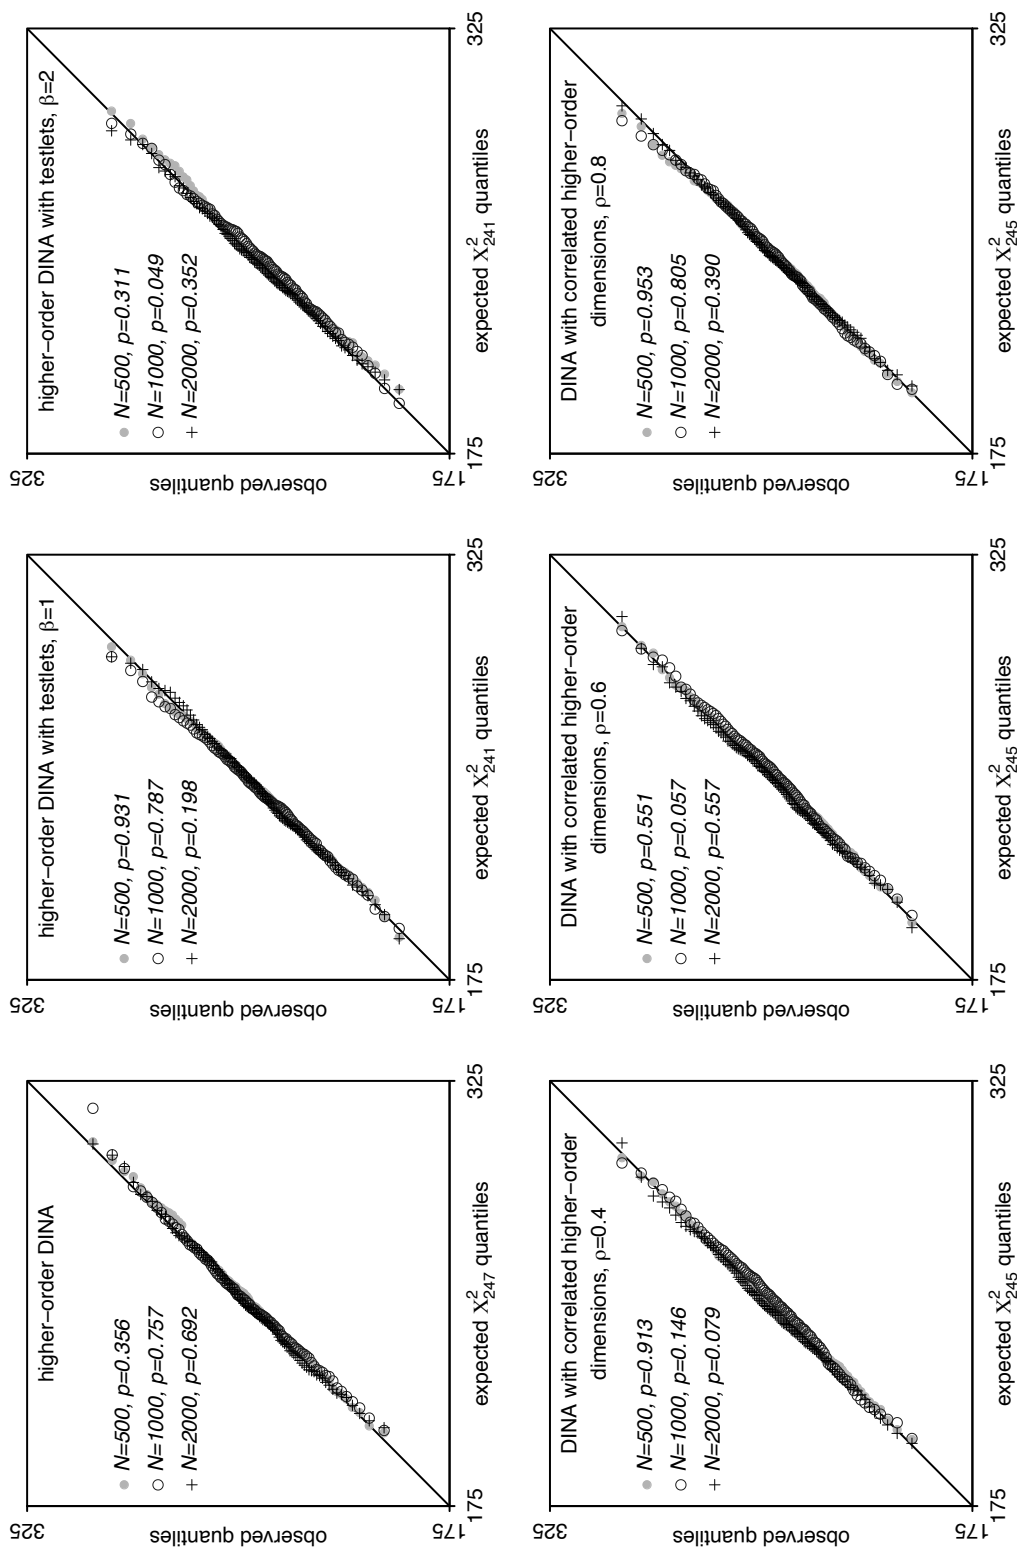 higher−order DINA
N=500, p=0.356
N=1000, p=0.757
N=2000, p=0.692
325
175
observed quantiles
175
325
expected Χ²₂₄₇ quantiles
higher−order DINA with testlets, β=1
N=500, p=0.931
N=1000, p=0.787
N=2000, p=0.198
325
175
observed quantiles
175
325
expected Χ²₂₄₁ quantiles
higher−order DINA with testlets, β=2
N=500, p=0.311
N=1000, p=0.049
N=2000, p=0.352
325
175
observed quantiles
175
325
expected Χ²₂₄₁ quantiles
DINA with correlated higher−order
dimensions, ρ=0.4
N=500, p=0.913
N=1000, p=0.146
N=2000, p=0.079
325
175
observed quantiles
175
325
expected Χ²₂₄₅ quantiles
DINA with correlated higher−order
dimensions, ρ=0.6
N=500, p=0.551
N=1000, p=0.057
N=2000, p=0.557
325
175
observed quantiles
175
325
expected Χ²₂₄₅ quantiles
DINA with correlated higher−order
dimensions, ρ=0.8
N=500, p=0.953
N=1000, p=0.805
N=2000, p=0.390
325
175
observed quantiles
175
325
expected Χ²₂₄₅ quantiles